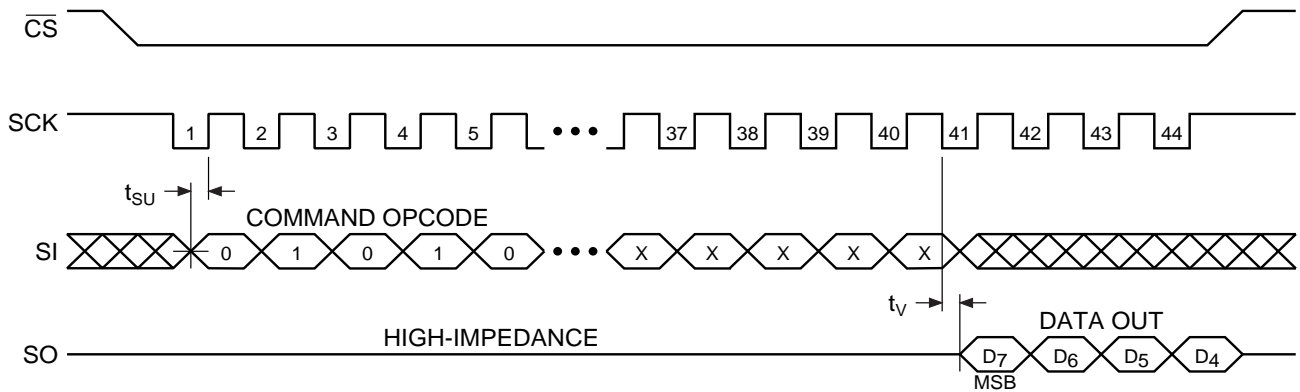 CS
SCK 1 2 3 4 5 ••• 37 38 39 40 41 42 43 44
tSU
COMMAND OPCODE
SI 0 1 0 1 0 ••• X X X X X
tV
HIGH-IMPEDANCE DATA OUT
SO D7 D6 D5 D4
MSB